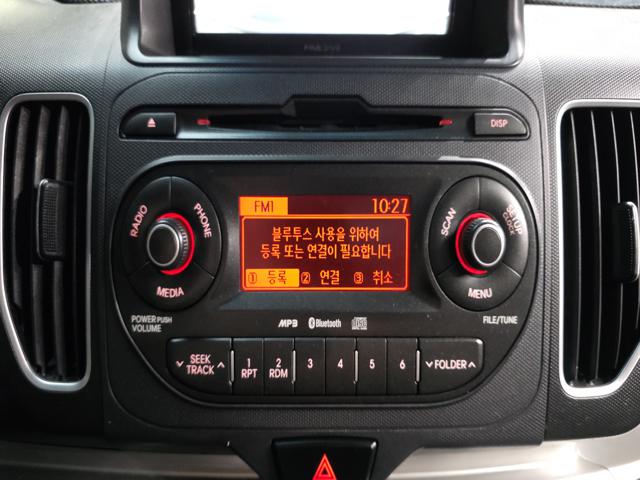 DISP
RADIO
PHONE
MEDIA
FM1 10:27
블루투스 사용을 위하여
등록 또는 연결이 필요합니다
① 등록 ② 연결 ③ 취소
SCAN
SETUP
CLOCK
MENU
POWER PUSH
VOLUME
MP3 Bluetooth
FILE/TUNE
SEEK
TRACK
1
RPT
2
RDM
3
4
5
6
FOLDER